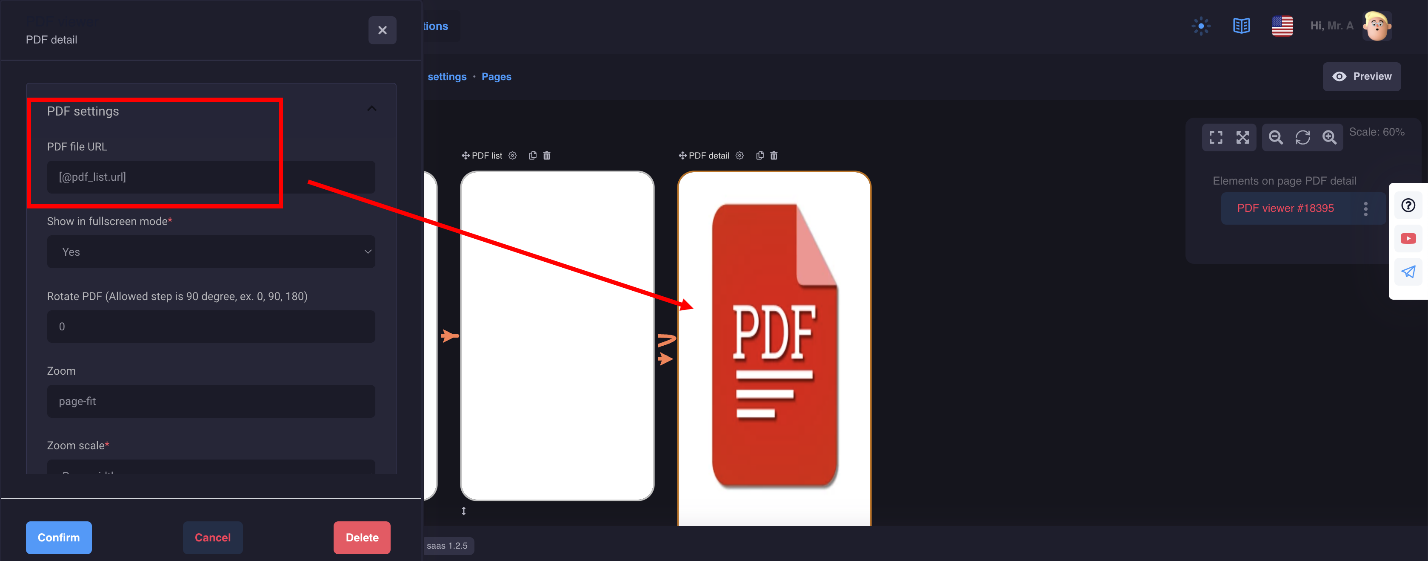 PDF detail
PDF settings
PDF file URL
[@pdf_list.url]
Show in fullscreen mode*
Yes
Rotate PDF (Allowed step is 90 degree, ex. 0, 90, 180)
0
Zoom
page-fit
Zoom scale*
Confirm
Cancel
Delete
tions
Hi, Mr. A
settings · Pages
Preview
PDF list
PDF detail
PDF
Scale: 60%
Elements on page PDF detail
PDF viewer #18395
saas 1.2.5